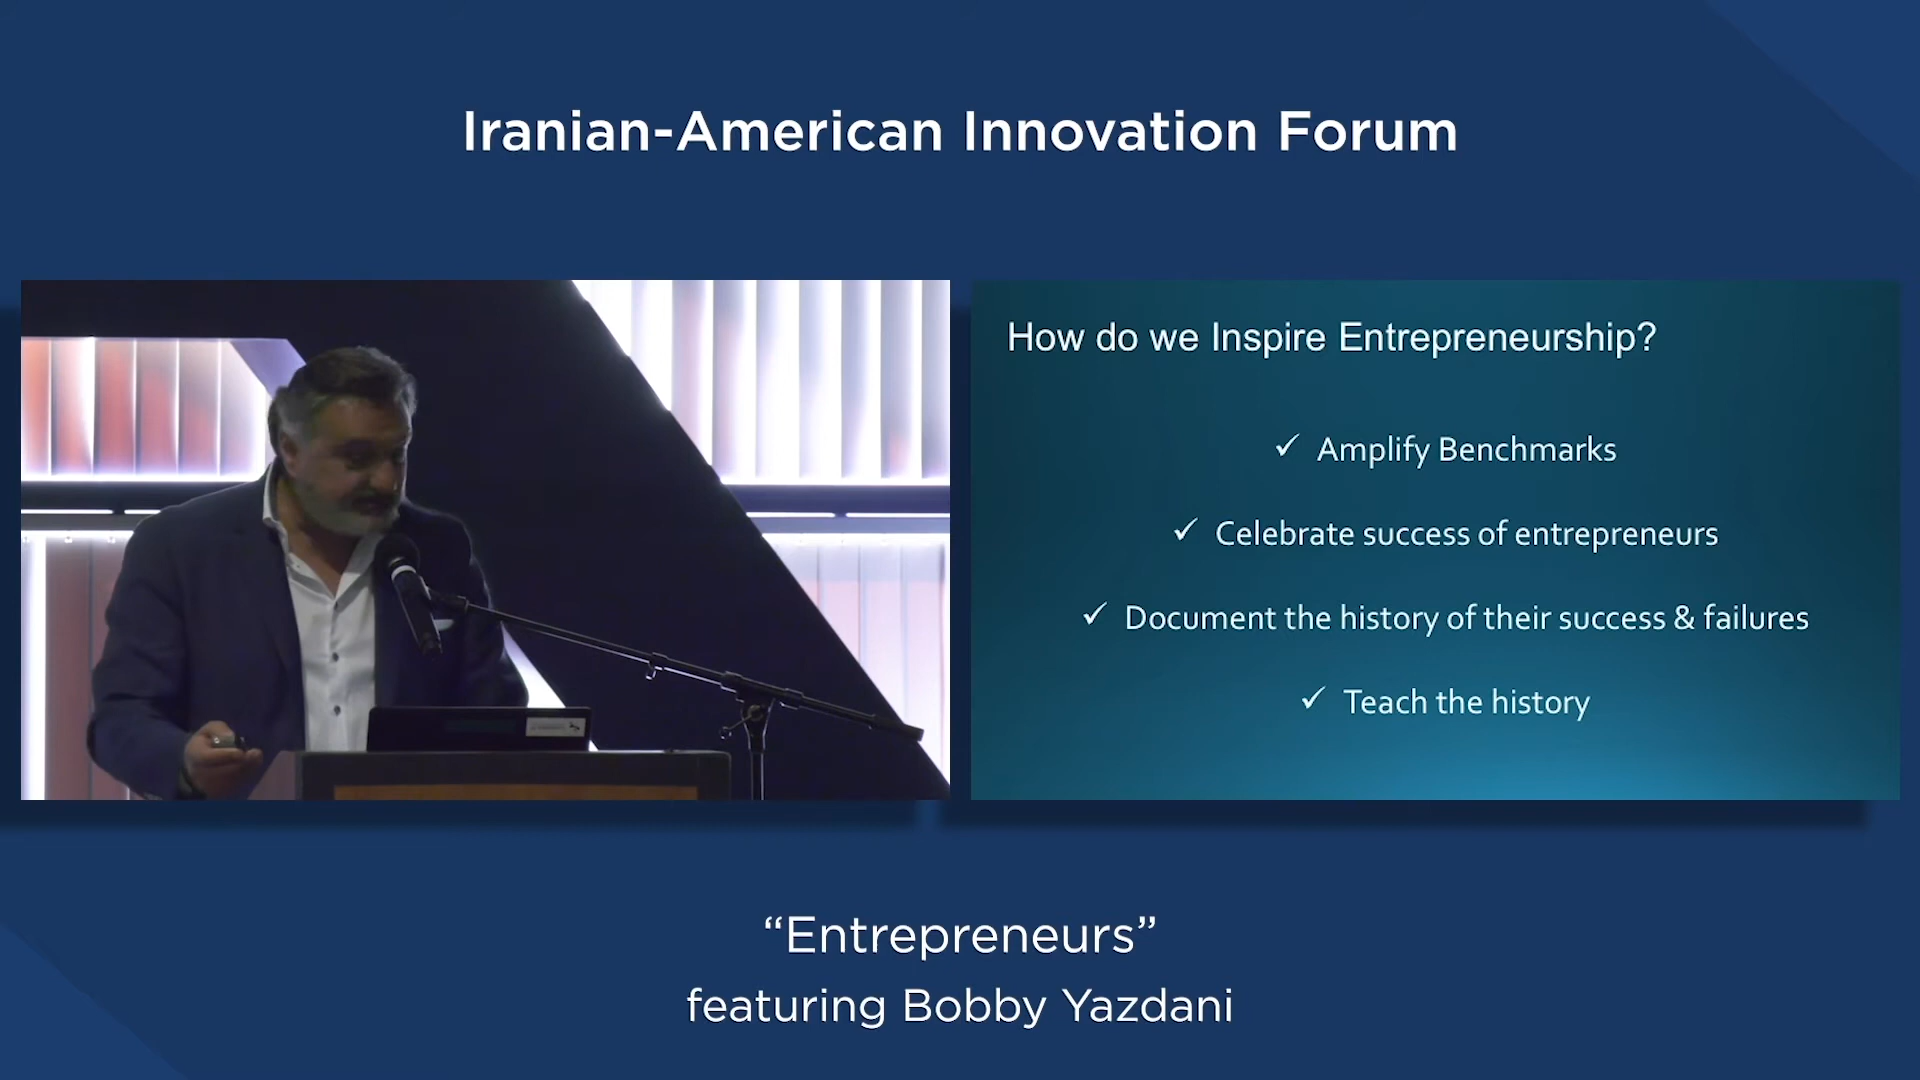 Iranian-American Innovation Forum
How do we Inspire Entrepreneurship?
✓ Amplify Benchmarks
✓ Celebrate success of entrepreneurs
✓ Document the history of their success & failures
✓ Teach the history
“Entrepreneurs”
featuring Bobby Yazdani